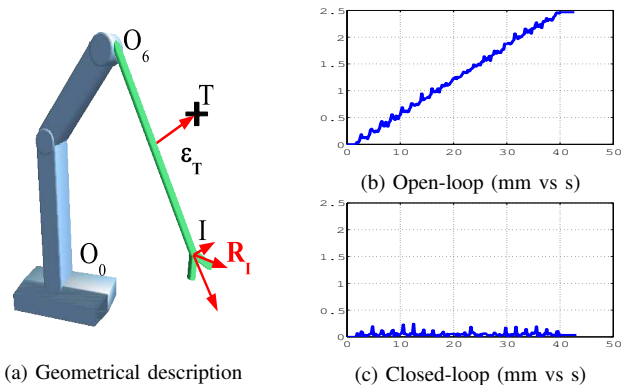 O6
T
εT
I
RI
O0
(a) Geometrical description
2.5
2
1.5
1
0.5
0
0 10 20 30 40 50
(b) Open-loop (mm vs s)
2.5
2
1.5
1
0.5
0
0 10 20 30 40 50
(c) Closed-loop (mm vs s)